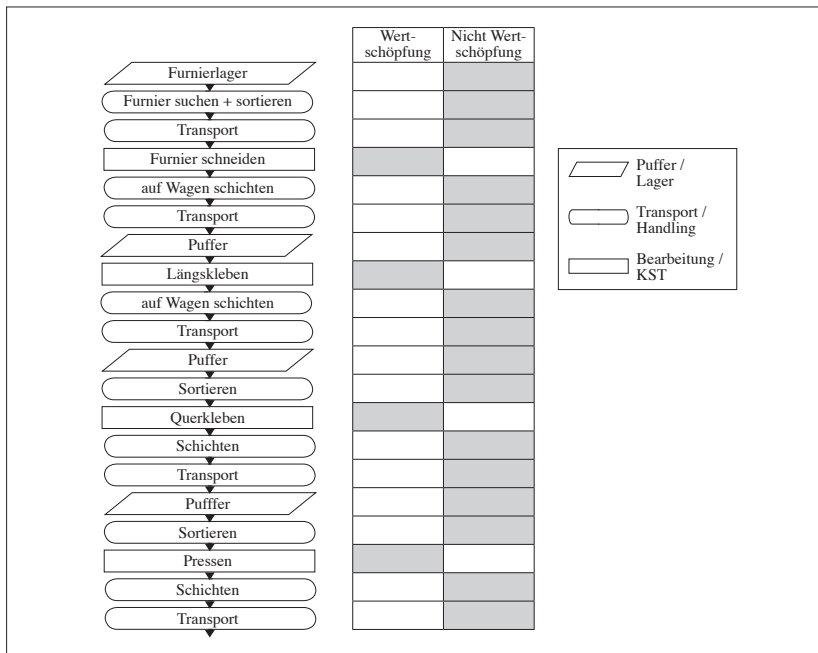 Wert-
schöpfung
Nicht Wert-
schöpfung
Furnierlager
Furnier suchen + sortieren
Transport
Furnier schneiden
auf Wagen schichten
Transport
Puffer
Längskleben
auf Wagen schichten
Transport
Puffer
Sortieren
Querkleben
Schichten
Transport
Pufffer
Sortieren
Pressen
Schichten
Transport
Puffer /
Lager
Transport /
Handling
Bearbeitung /
KST